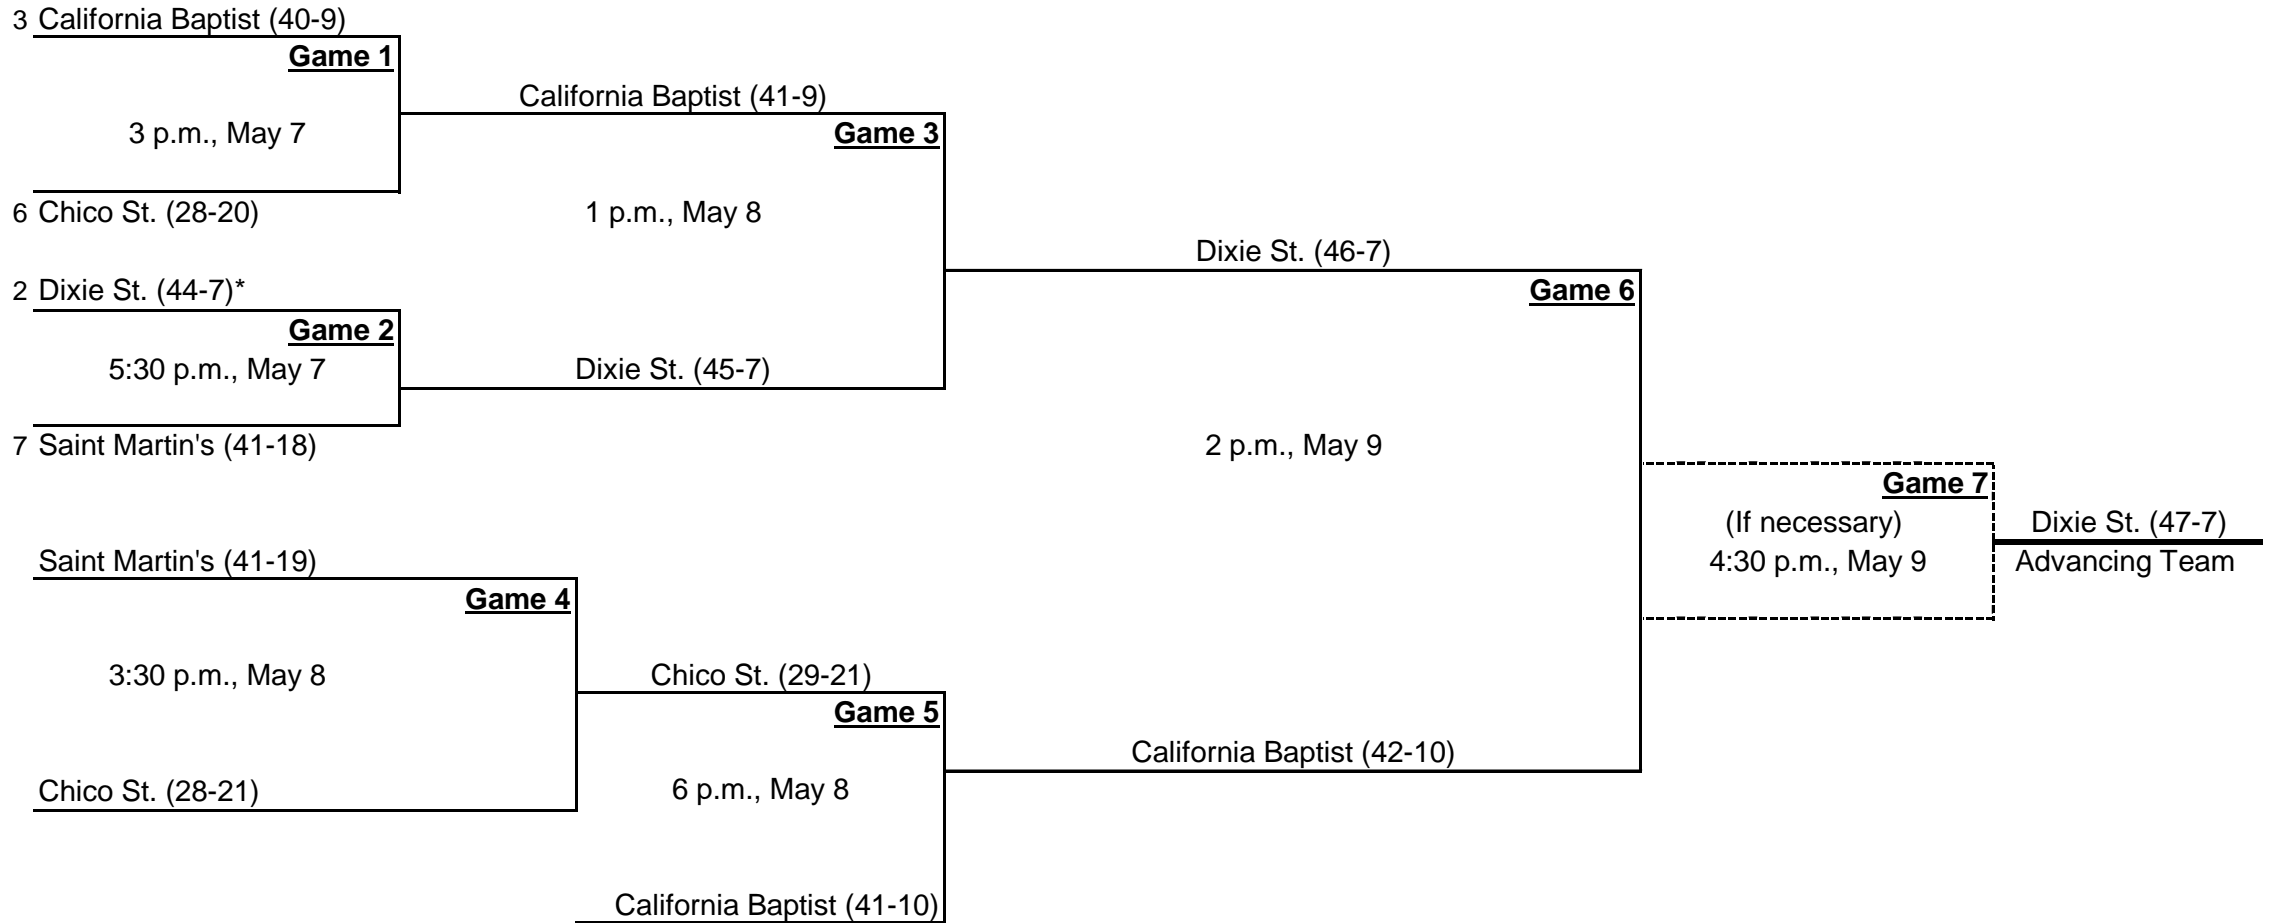 3 California Baptist (40-9)
Game 1
California Baptist (41-9)
3 p.m., May 7
Game 3
6 Chico St. (28-20)
1 p.m., May 8
Dixie St. (46-7)
2 Dixie St. (44-7)*
Game 6
Game 2
5:30 p.m., May 7
Dixie St. (45-7)
7 Saint Martin's (41-18)
2 p.m., May 9
Game 7
(If necessary)
Dixie St. (47-7)
Saint Martin's (41-19)
4:30 p.m., May 9
Advancing Team
Game 4
3:30 p.m., May 8
Chico St. (29-21)
Game 5
California Baptist (42-10)
Chico St. (28-21)
6 p.m., May 8
California Baptist (41-10)